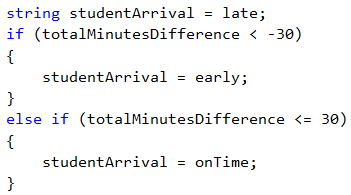 string studentArrival = late;
if (totalMinutesDifference < -30)
{
    studentArrival = early;
}
else if (totalMinutesDifference <= 30)
{
    studentArrival = onTime;
}